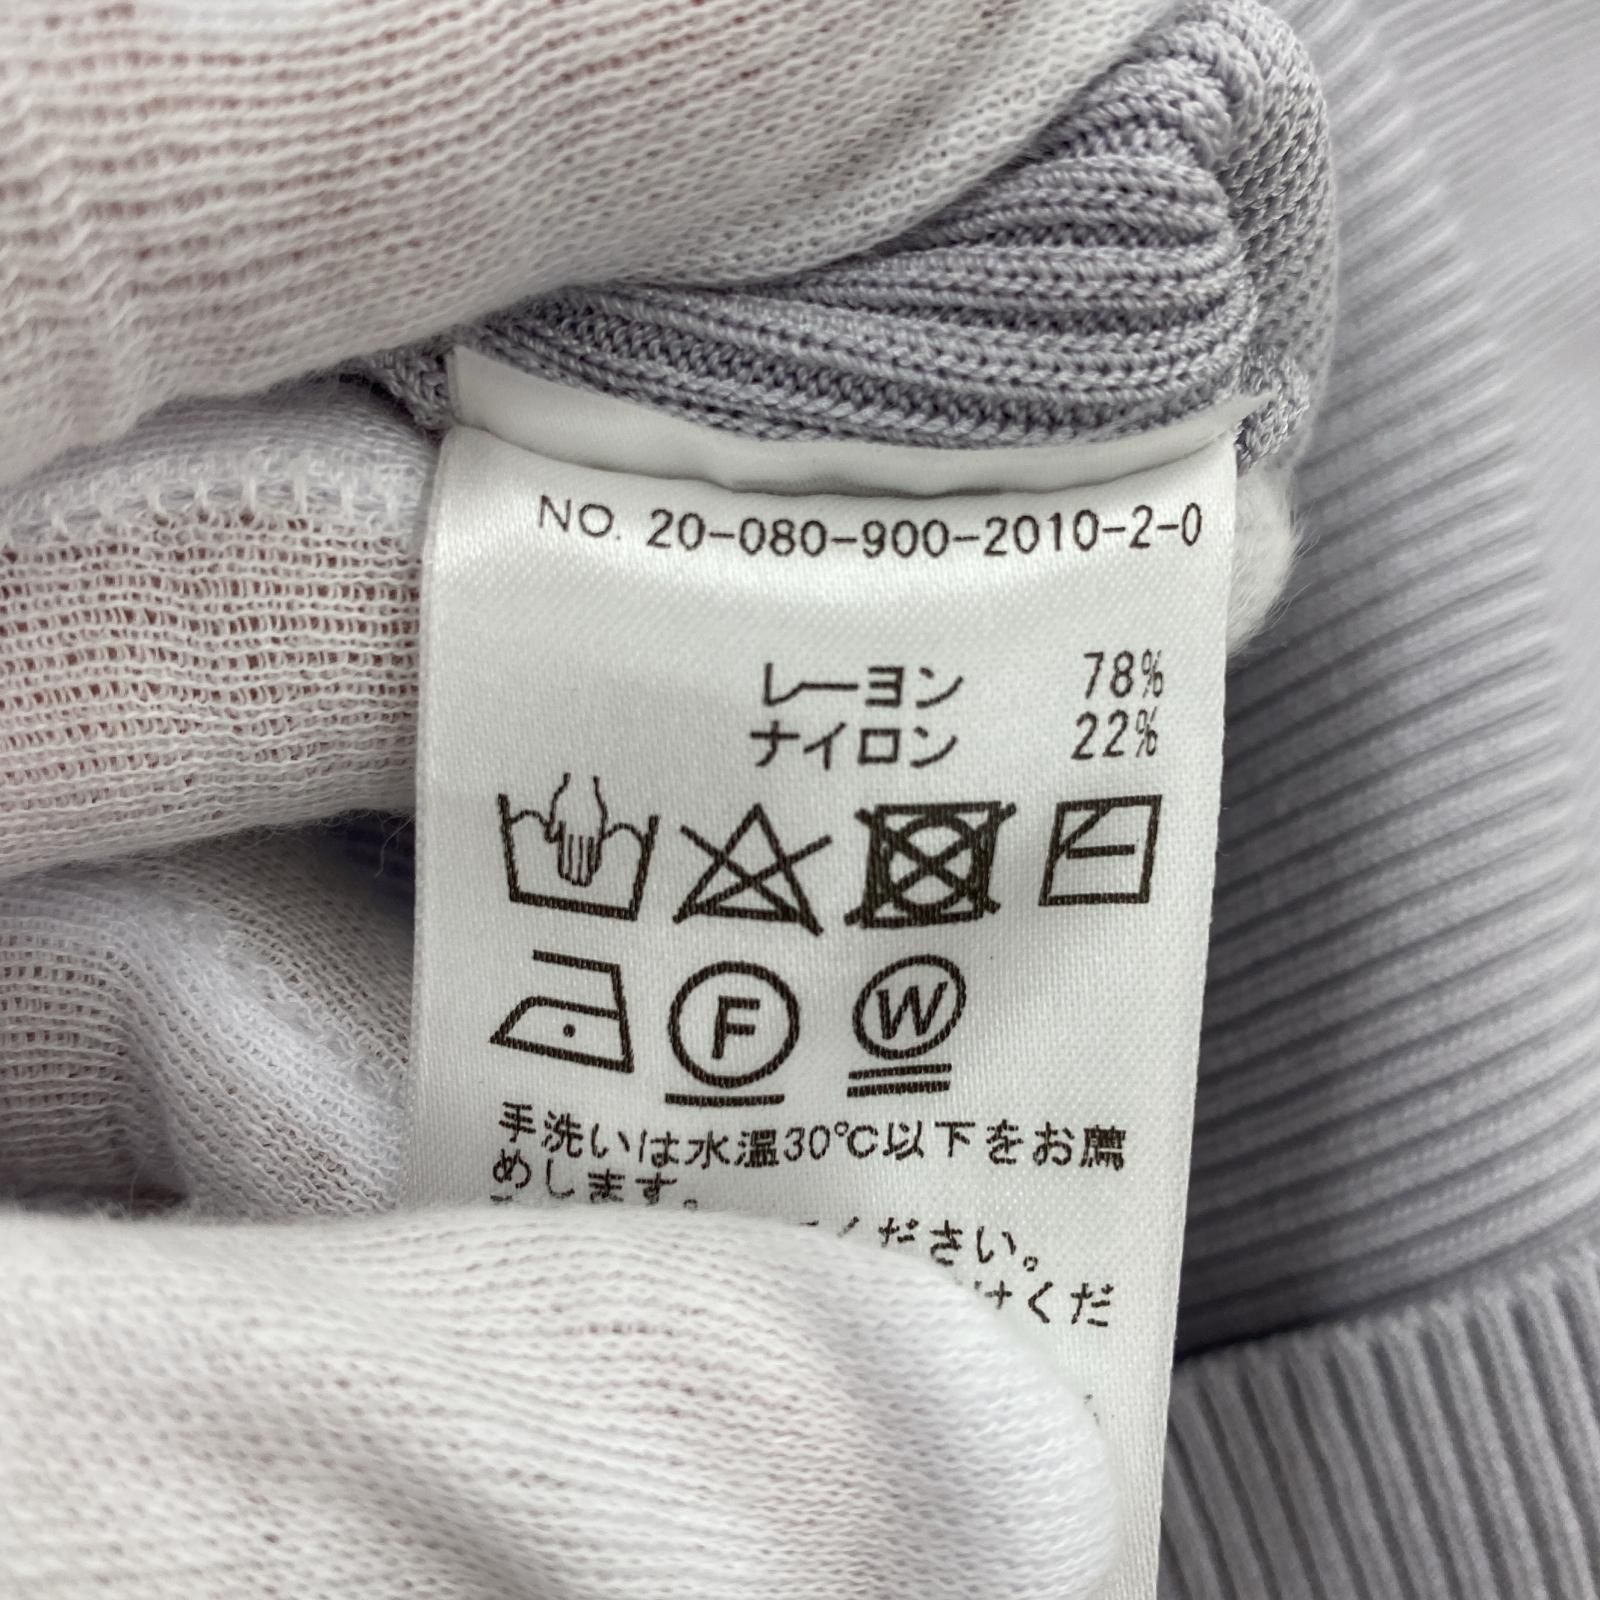 NO. 20-080-900-2010-2-0
レーヨン 78%
ナイロン 22%
F W
手洗いは水温30℃以下をお薦
めします。
ください。
くだ